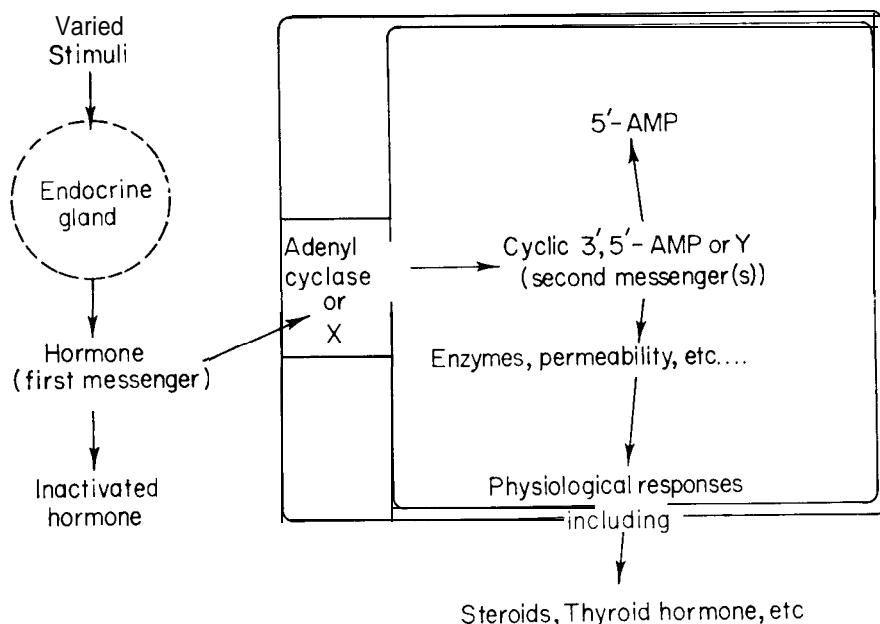 Varied
Stimuli
Endocrine
gland
Hormone
(first messenger)
Inactivated
hormone
Adenyl
cyclase
or
X
5′-AMP
Cyclic 3′,5′-AMP or Y
(second messenger(s))
Enzymes, permeability, etc....
Physiological responses
including
Steroids, Thyroid hormone, etc